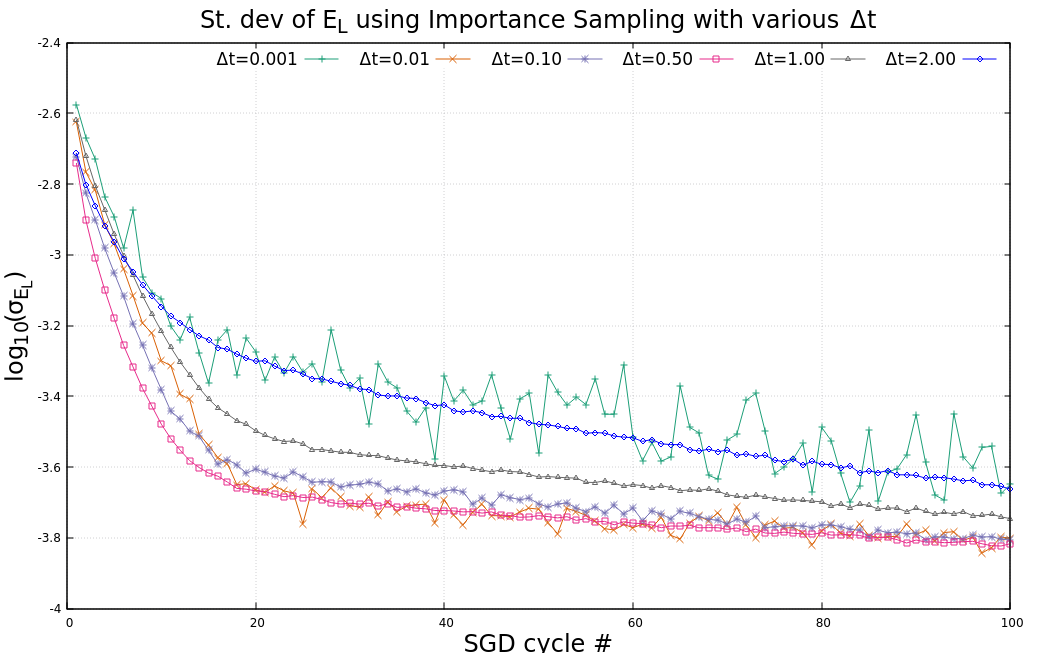 St. dev of E_L using Importance Sampling with various Δt
Δt=0.001 Δt=0.01 Δt=0.10 Δt=0.50 Δt=1.00 Δt=2.00
log₁₀(σ_E_L)
-2.4
-2.6
-2.8
-3
-3.2
-3.4
-3.6
-3.8
-4
0 20 40 60 80 100
SGD cycle #